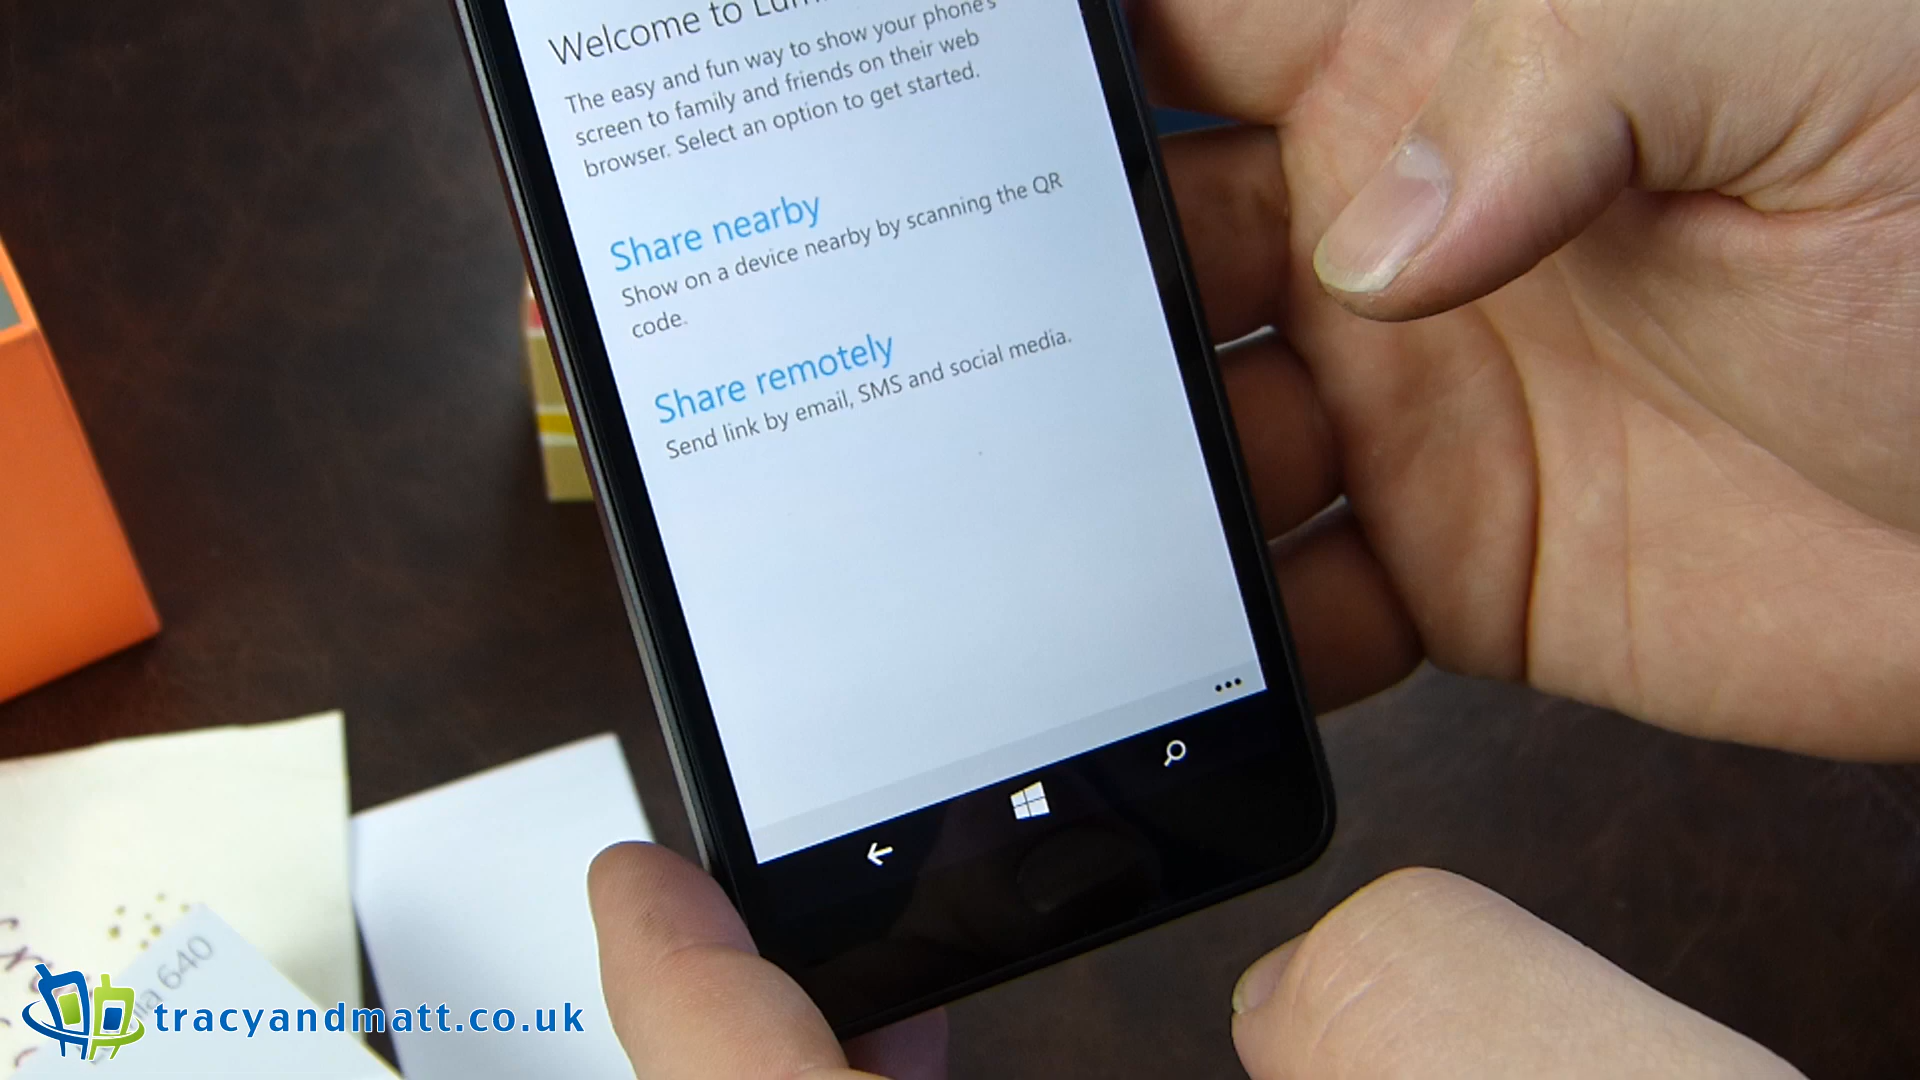 Welcome to
The easy and fun way to show your phone's
screen to family and friends on their web
browser. Select an option to get started.
Share nearby
Show on a device nearby by scanning the QR
code.
Share remotely
Send link by email, SMS and social media.
640
tracyandmatt.co.uk